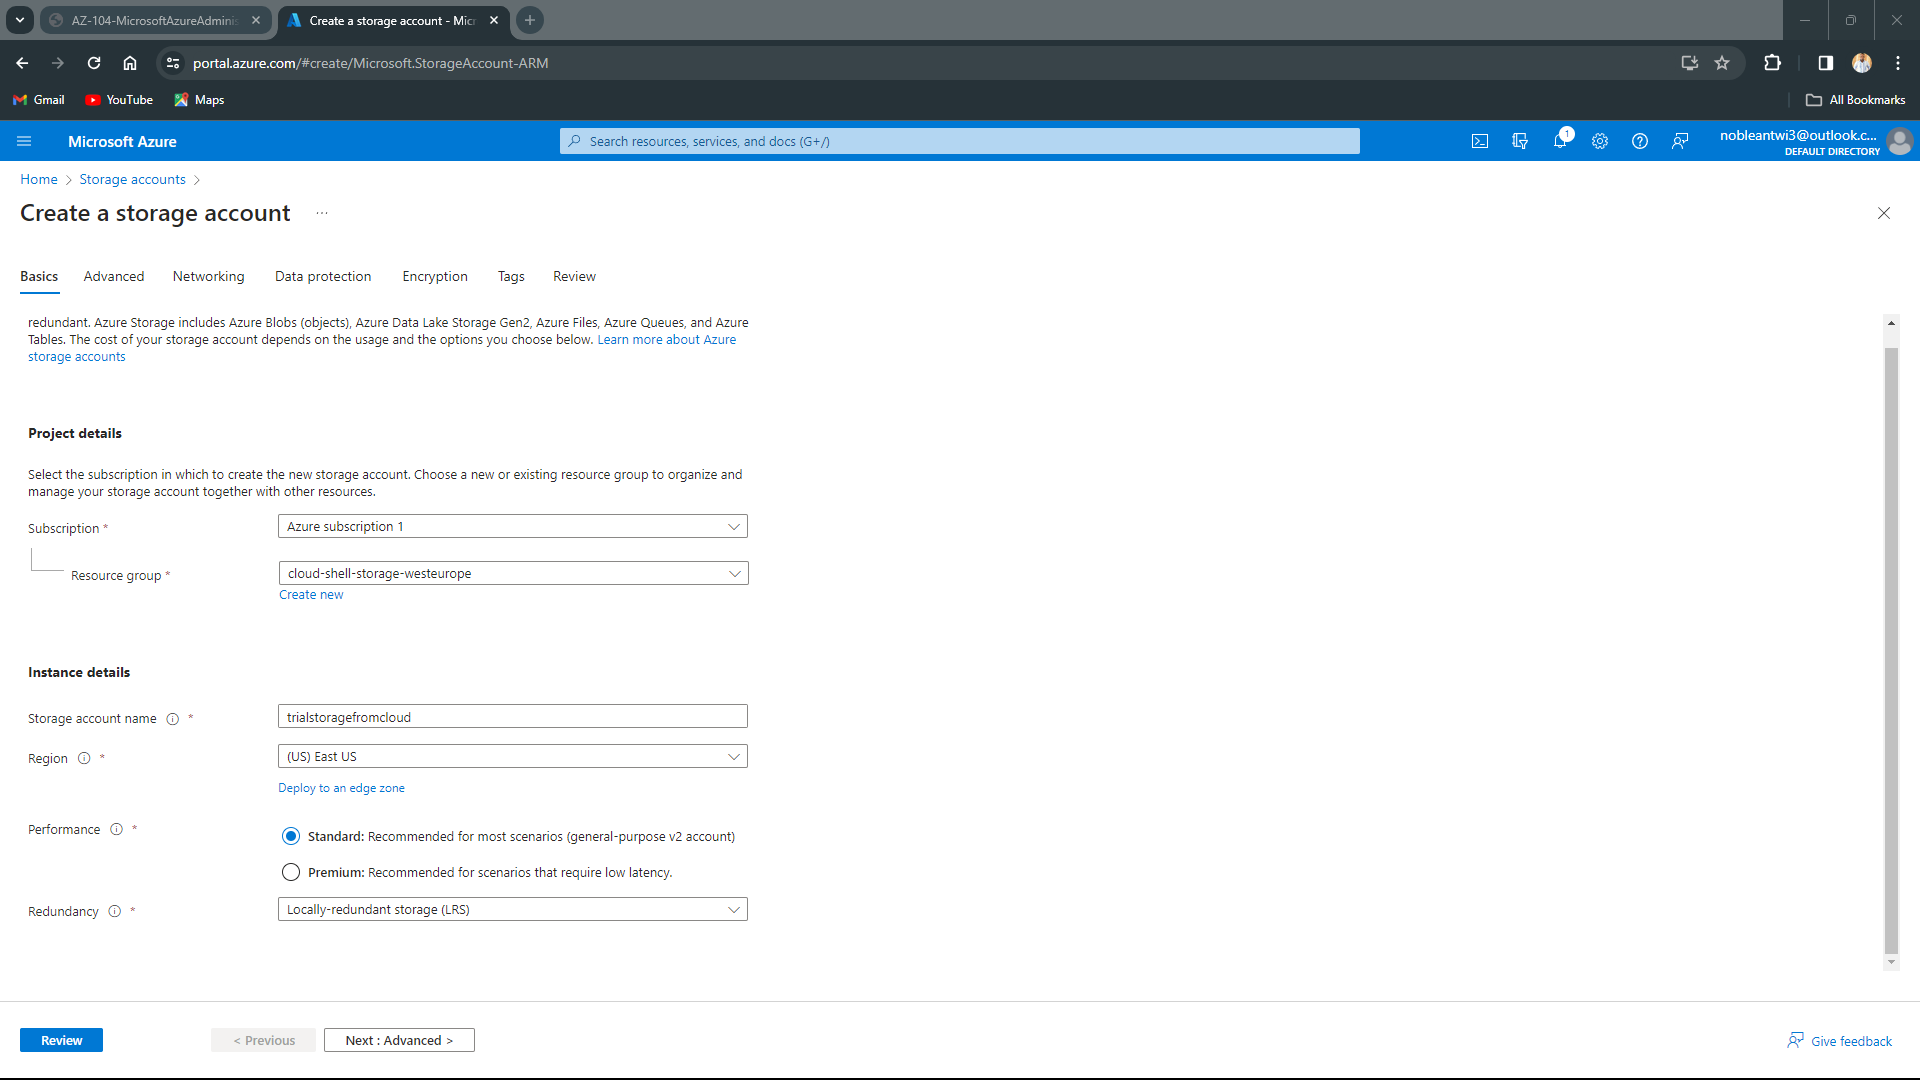 AZ-104-MicrosoftAzureAdminis
Create a storage account - Micr
portal.azure.com/#create/Microsoft.StorageAccount-ARM
Gmail
YouTube
Maps
All Bookmarks
Microsoft Azure
Search resources, services, and docs (G+/)
1
nobleantwi3@outlook.c...
DEFAULT DIRECTORY
Home > Storage accounts >
Create a storage account ...
Basics Advanced Networking Data protection Encryption Tags Review
redundant. Azure Storage includes Azure Blobs (objects), Azure Data Lake Storage Gen2, Azure Files, Azure Queues, and Azure
Tables. The cost of your storage account depends on the usage and the options you choose below. Learn more about Azure
storage accounts
Project details
Select the subscription in which to create the new storage account. Choose a new or existing resource group to organize and
manage your storage account together with other resources.
Subscription *
Azure subscription 1
Resource group *
cloud-shell-storage-westeurope
Create new
Instance details
Storage account name *
trialstoragefromcloud
Region *
(US) East US
Deploy to an edge zone
Performance *
Standard: Recommended for most scenarios (general-purpose v2 account)
Premium: Recommended for scenarios that require low latency.
Redundancy *
Locally-redundant storage (LRS)
Review
< Previous
Next : Advanced >
Give feedback